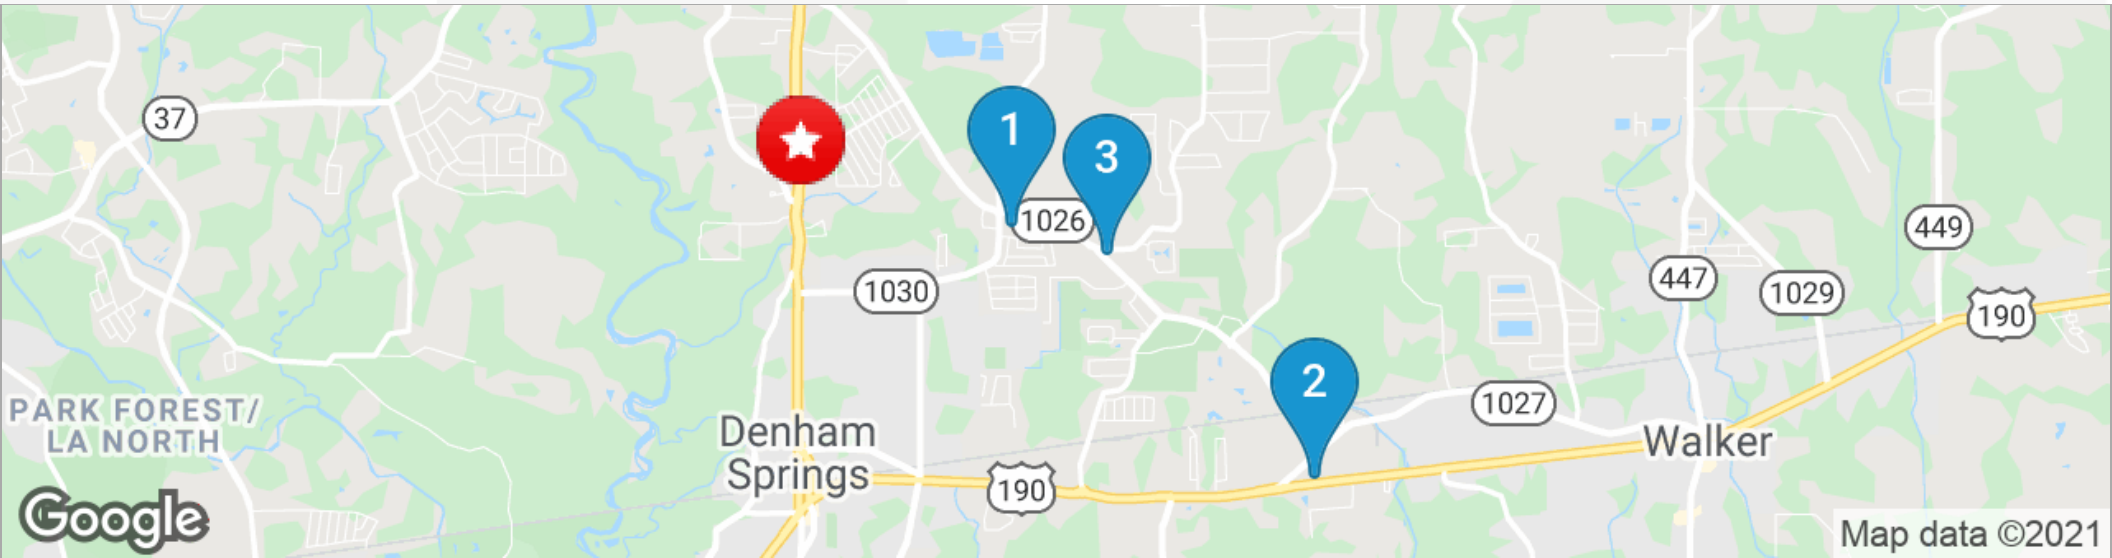 37
1
3
1026
449
447
1029
1030
190
2
1027
PARK FOREST/
LA NORTH
Denham
Springs
Walker
190
Google
Map data ©2021